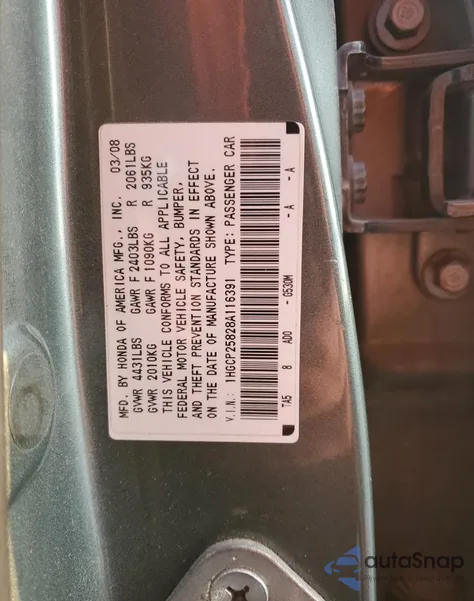 MFD. BY HONDA OF AMERICA MFG., INC. 03/08
GVWR 4431LBS GAWR F 2403LBS R 2061LBS
GVWR 2010KG GAWR F 1090KG R 935KG
THIS VEHICLE CONFORMS TO ALL APPLICABLE
FEDERAL MOTOR VEHICLE SAFETY, BUMPER,
AND THEFT PREVENTION STANDARDS IN EFFECT
ON THE DATE OF MANUFACTURE SHOWN ABOVE.
V.I.N.: 1HGCP25828A116391 TYPE: PASSENGER CAR
TA5 8 AD0 - G530M -A -A
autoSnap